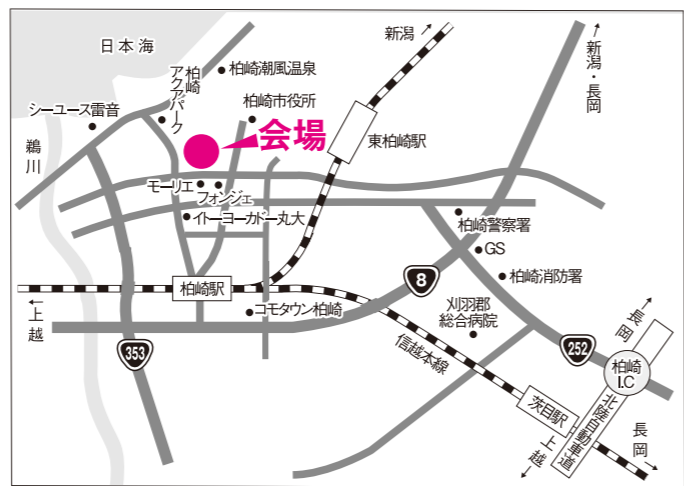 日本海
新潟
新潟・長岡
柏崎潮風温泉
柏崎
アクアパーク
柏崎市役所
シーユース雷音
会場
東柏崎駅
鵜川
モーリエ
フォンジェ
イトーヨーカドー丸大
柏崎警察署
GS
柏崎消防署
8
柏崎駅
上越
コモタウン柏崎
刈羽郡
総合病院
長岡
353
信越本線
252
柏崎
I.C
茨目駅
北陸自動車道
上越
長岡